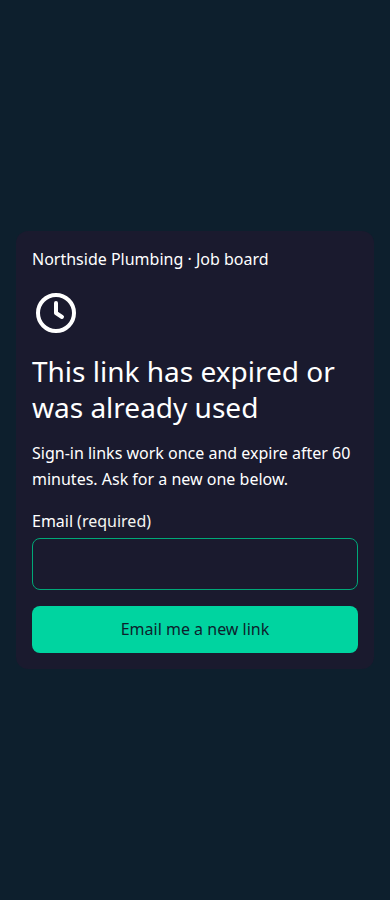 Northside Plumbing · Job board
This link has expired or
was already used
Sign-in links work once and expire after 60
minutes. Ask for a new one below.
Email (required)
Email me a new link